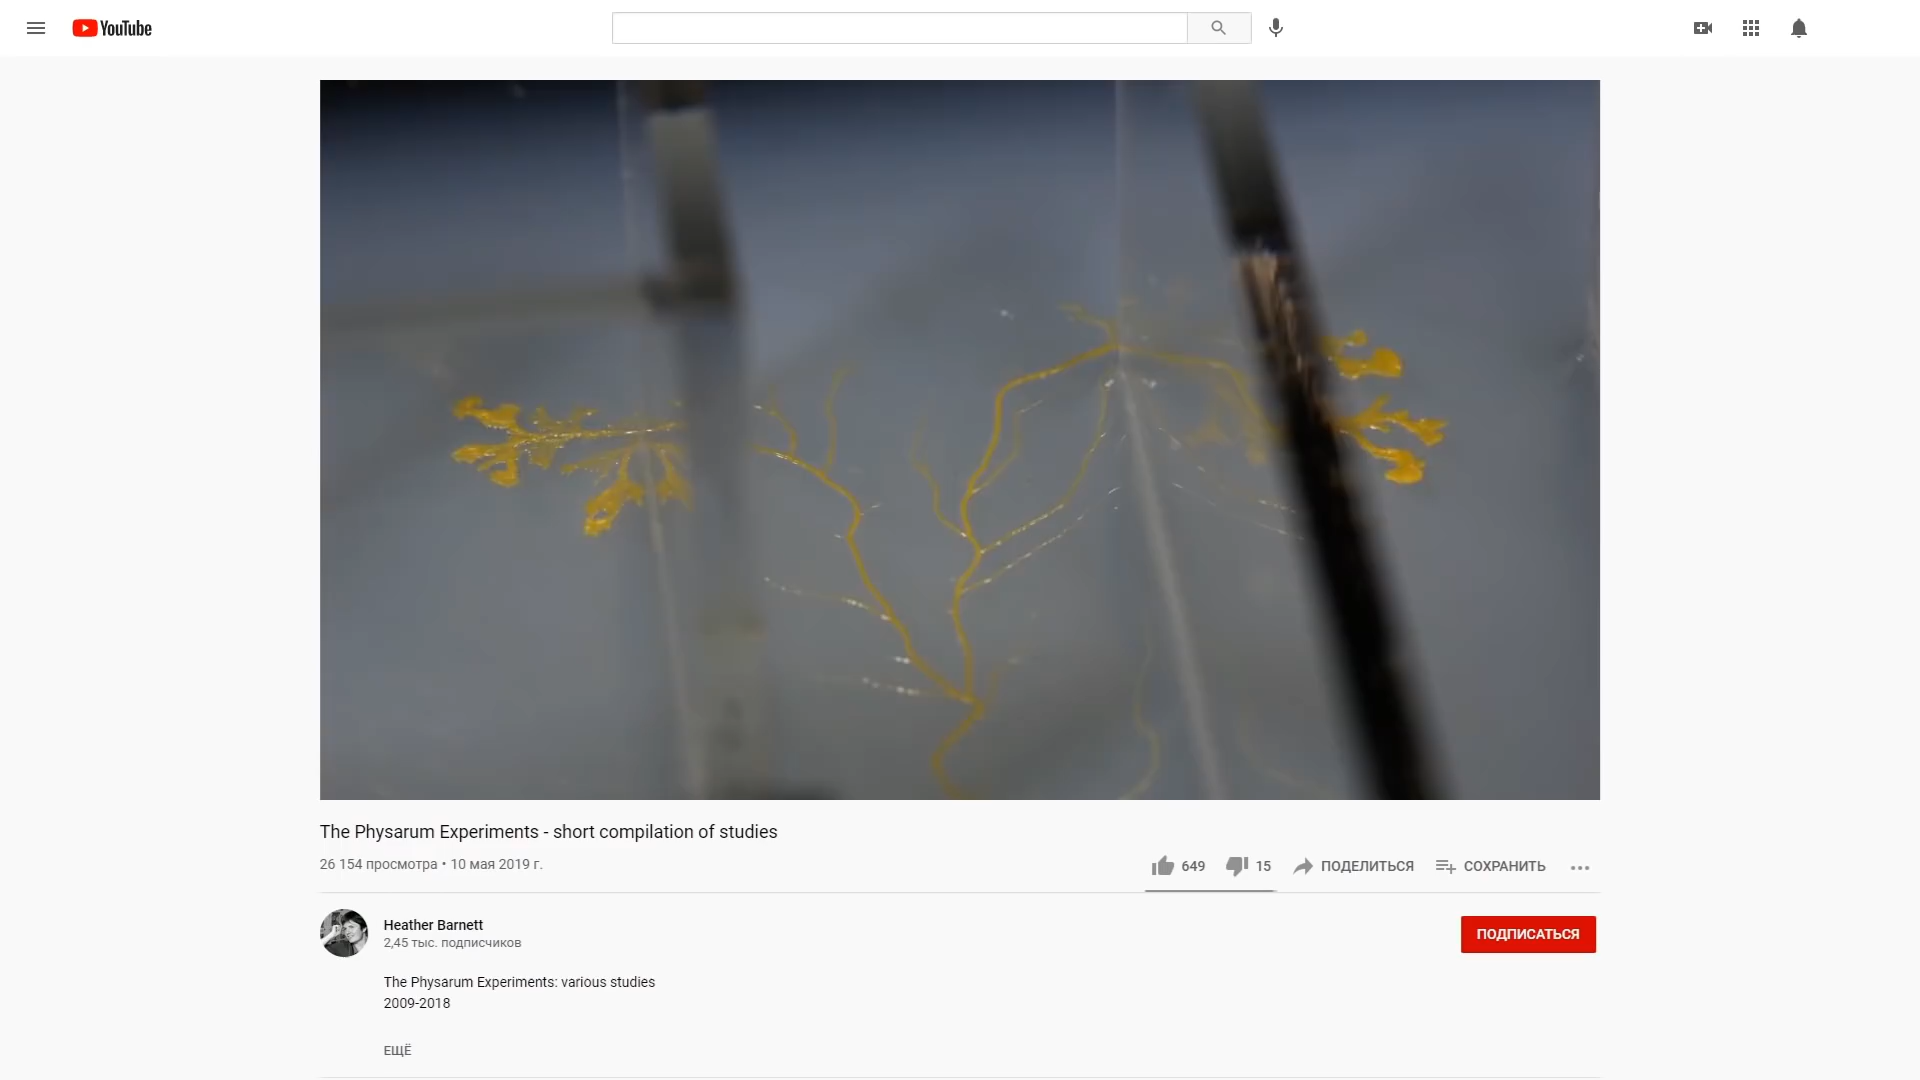 YouTube
The Physarum Experiments - short compilation of studies
26 154 просмотра • 10 мая 2019 г.
649
15
ПОДЕЛИТЬСЯ
СОХРАНИТЬ
Heather Barnett
2,45 тыс. подписчиков
ПОДПИСАТЬСЯ
The Physarum Experiments: various studies
2009-2018
ЕЩЁ